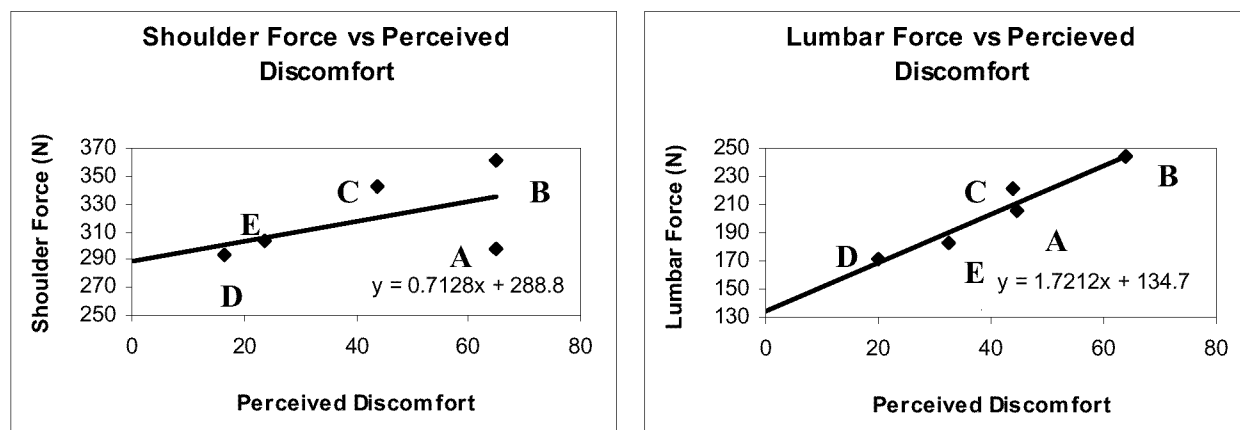 Shoulder Force vs Perceived
Discomfort
Shoulder Force (N)
370
350
330
310
290
270
250
C
B
E
A
D
y = 0.7128x + 288.8
0 20 40 60 80
Perceived Discomfort
Lumbar Force vs Percieved
Discomfort
Lumbar Force (N)
250
230
210
190
170
150
130
C
B
A
D
E
y = 1.7212x + 134.7
0 20 40 60 80
Perceived Discomfort